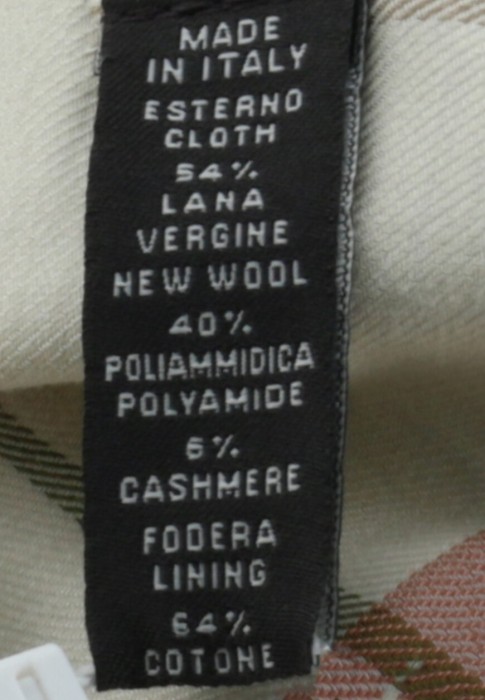 MADE
IN ITALY
ESTERNO
CLOTH
54%
LANA
VERGINE
NEW WOOL
40%
POLIAMMIDICA
POLYAMIDE
6%
CASHMERE
FODERA
LINING
64%
COTONE